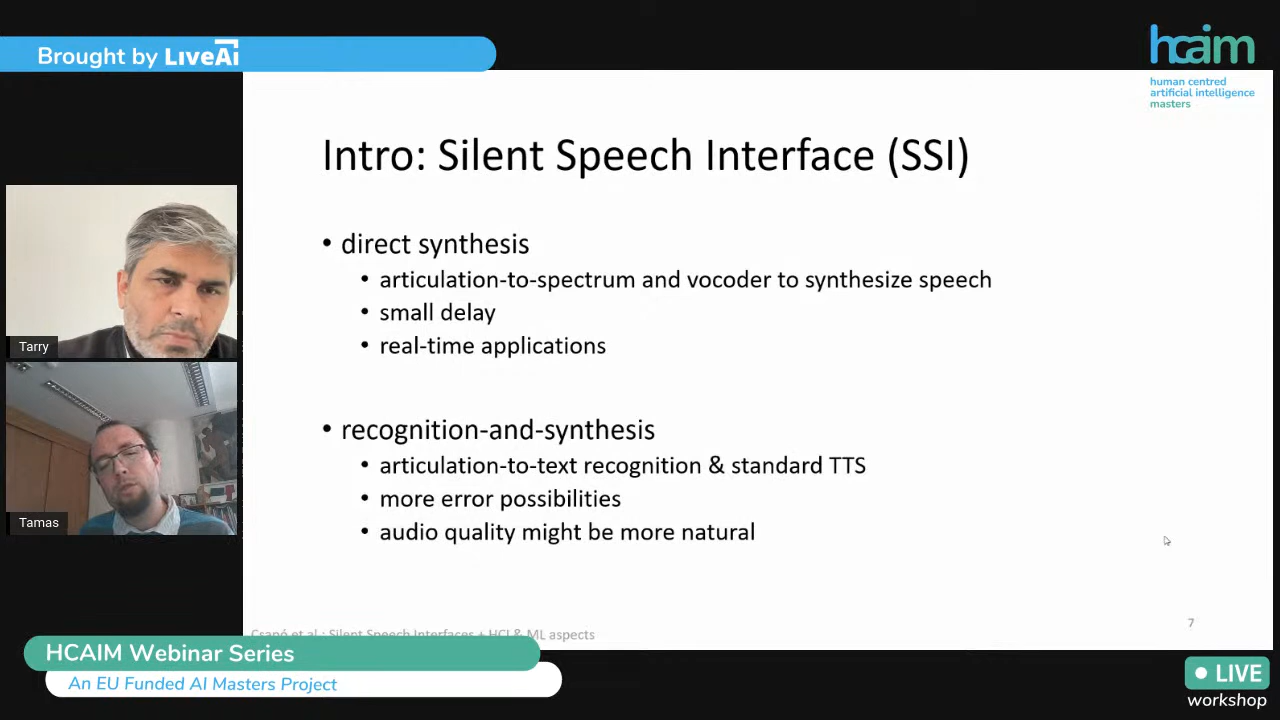 Brought by LiveAi
hcaim
human centred
artificial intelligence
masters
Intro: Silent Speech Interface (SSI)
• direct synthesis
• articulation-to-spectrum and vocoder to synthesize speech
• small delay
• real-time applications
• recognition-and-synthesis
• articulation-to-text recognition & standard TTS
• more error possibilities
• audio quality might be more natural
Tarry
Tamas
Csapó et al.: Silent Speech Interfaces + HCI & ML aspects
7
HCAIM Webinar Series
An EU Funded AI Masters Project
LIVE
workshop